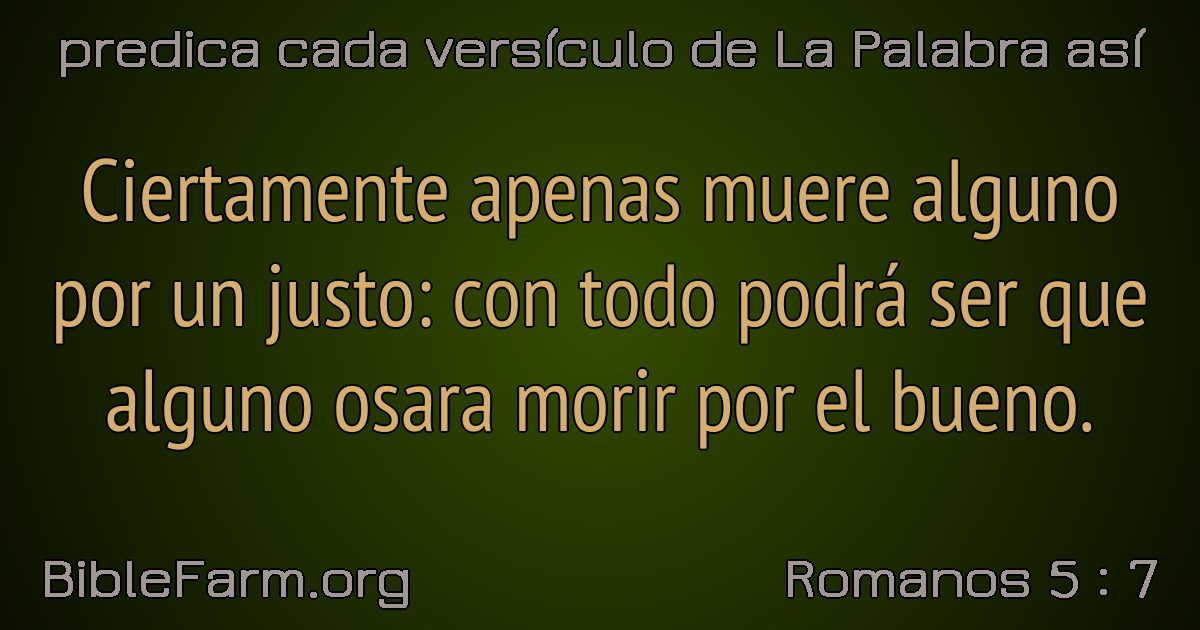 predica cada versículo de La Palabra así
Ciertamente apenas muere alguno
por un justo: con todo podrá ser que
alguno osara morir por el bueno.
BibleFarm.org
Romanos 5 : 7